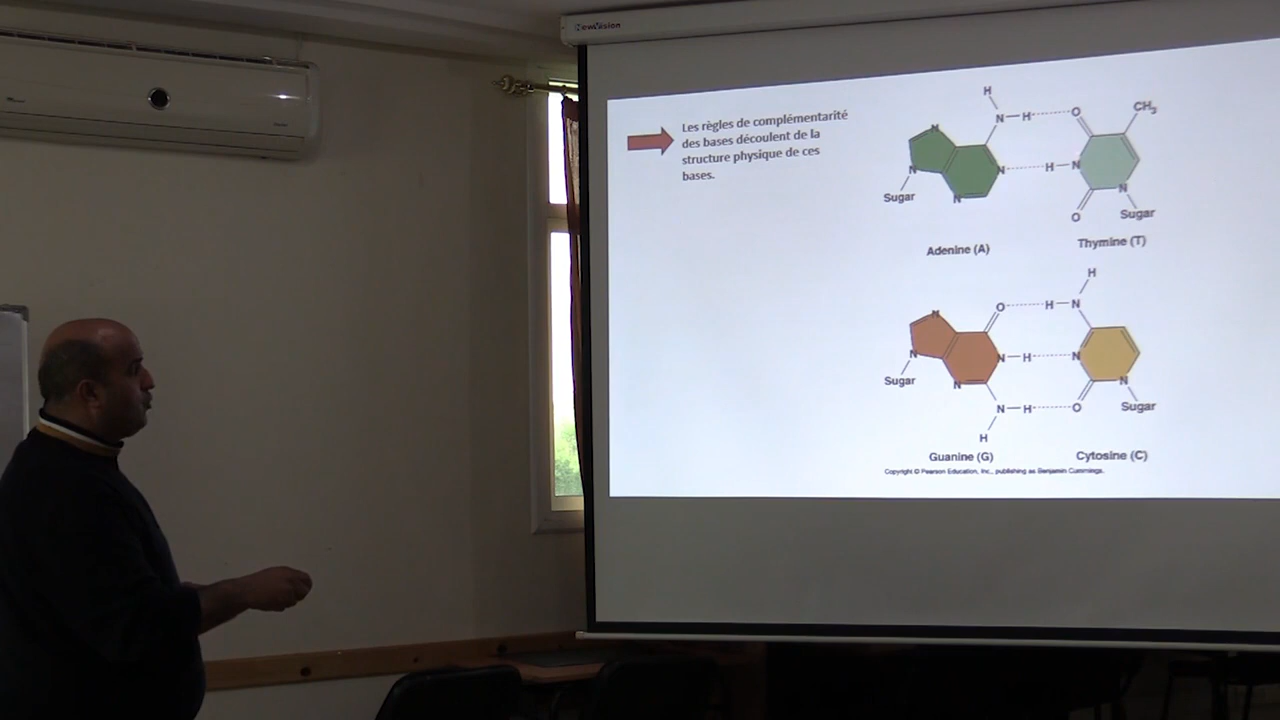 NewVision
Les règles de complémentarité
des bases découlent de la
structure physique de ces
bases.
H
N
H
O
CH3
N
N
N
N
H
N
N
O
Sugar
Sugar
Adenine (A)
Thymine (T)
H
O
H
N
N
N
N
N
H
N
N
Sugar
N
H
O
Sugar
H
Guanine (G)
Cytosine (C)
Copyright © Pearson Education, Inc., publishing as Benjamin Cummings.